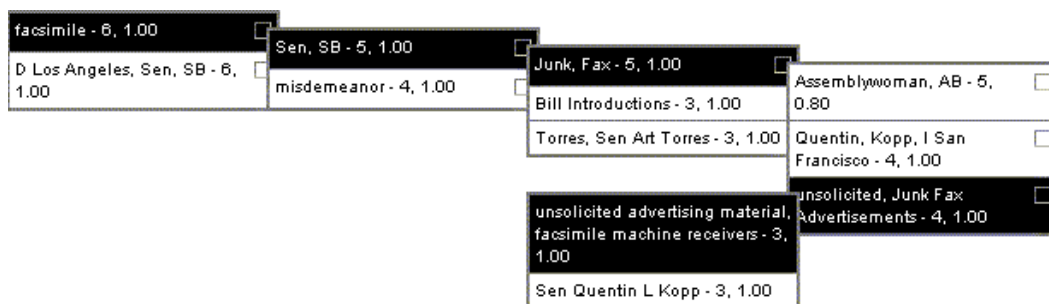 facsimile - 6, 1.00
D Los Angeles, Sen, SB - 6,
1.00
Sen, SB - 5, 1.00
misdemeanor - 4, 1.00
Junk, Fax - 5, 1.00
Bill Introductions - 3, 1.00
Torres, Sen Art Torres - 3, 1.00
Assemblywoman, AB - 5,
0.80
Quentin, Kopp, I San
Francisco - 4, 1.00
unsolicited, Junk Fax
Advertisements - 4, 1.00
unsolicited advertising material,
facsimile machine receivers - 3,
1.00
Sen Quentin L Kopp - 3, 1.00